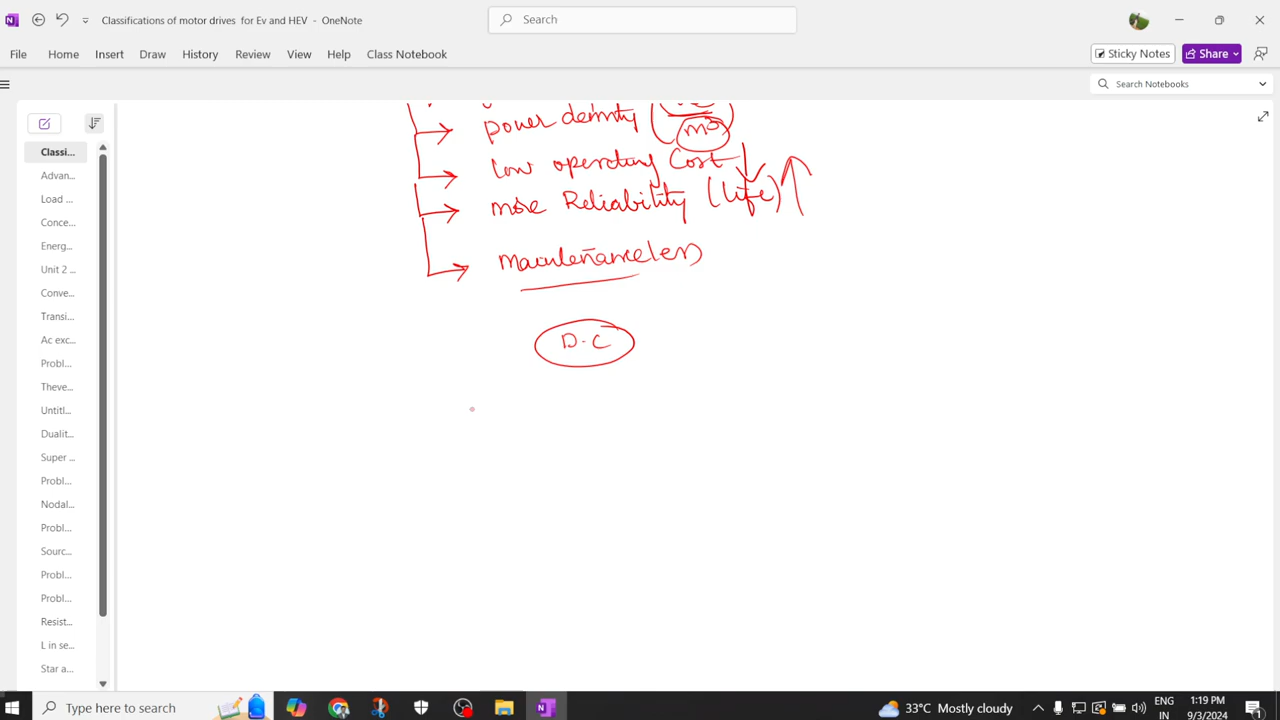 Classifications of motor drives for Ev and HEV - OneNote
Search
File Home Insert Draw History Review View Help Class Notebook
Sticky Notes
Share
Search Notebooks
power density (
m3
low operating cost
more Reliability (life)
maintenanceless
D.C
Classi...
Advan...
Load ...
Conce...
Energ...
Unit 2 ...
Conve...
Transi...
Ac exc...
Probl...
Theve...
Untitl...
Dualit...
Super ...
Probl...
Nodal...
Probl...
Sourc...
Probl...
Probl...
Resist...
L in se...
Star a...
Type here to search
33°C Mostly cloudy
ENG
IN
1:19 PM
9/3/2024
1